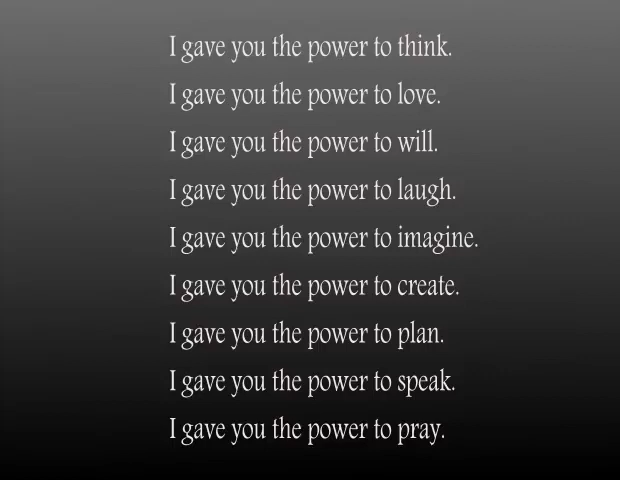 I gave you the power to think.
I gave you the power to love.
I gave you the power to will.
I gave you the power to laugh.
I gave you the power to imagine.
I gave you the power to create.
I gave you the power to plan.
I gave you the power to speak.
I gave you the power to pray.